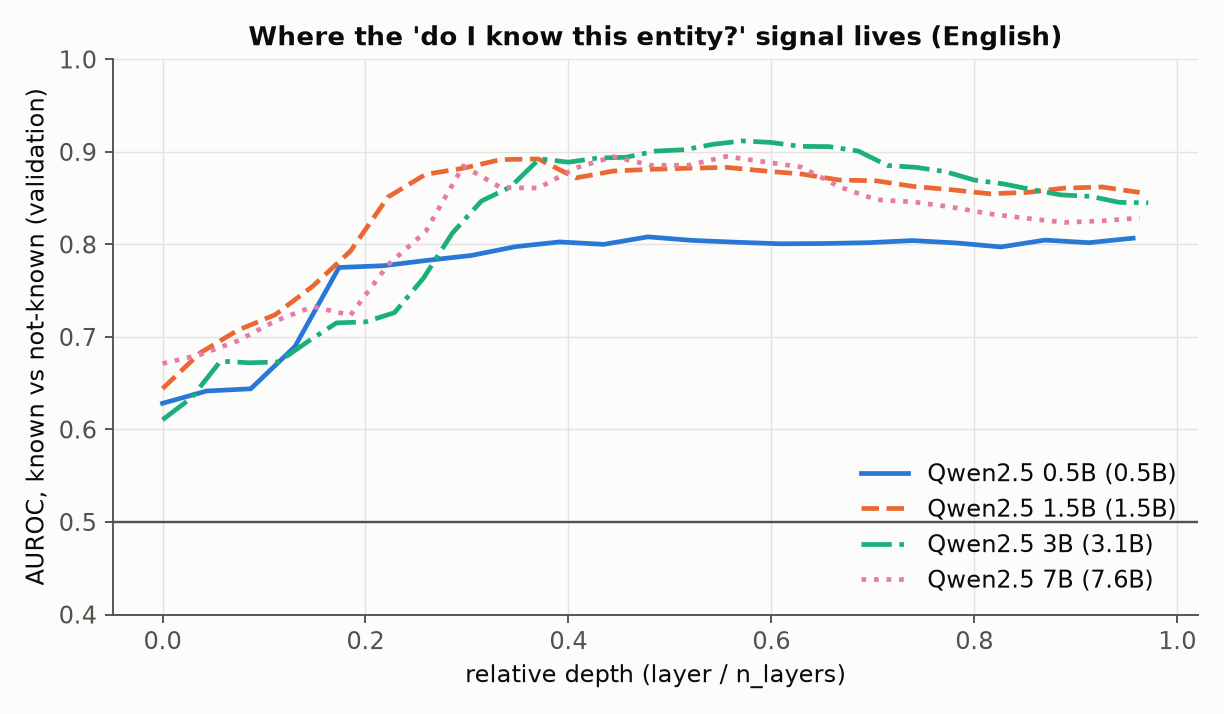 Where the 'do I know this entity?' signal lives (English)
AUROC, known vs not-known (validation)
1.0
0.9
0.8
0.7
0.6
0.5
0.4
Qwen2.5 0.5B (0.5B)
Qwen2.5 1.5B (1.5B)
Qwen2.5 3B (3.1B)
Qwen2.5 7B (7.6B)
0.0 0.2 0.4 0.6 0.8 1.0
relative depth (layer / n_layers)